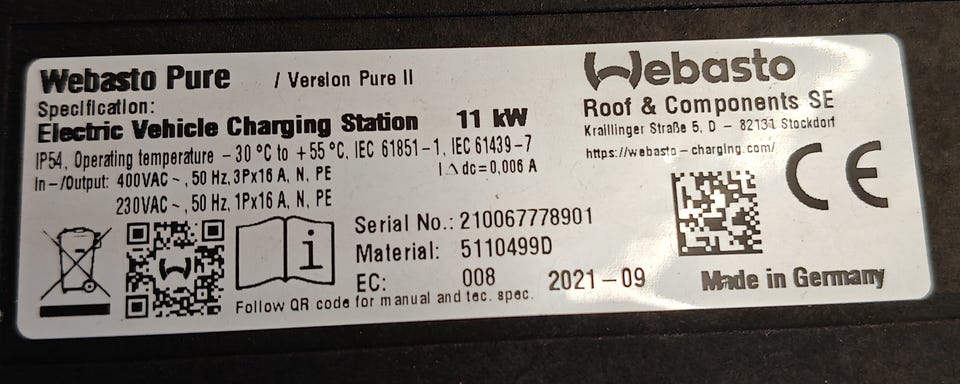 Webasto Pure / Version Pure II
Specification:
Electric Vehicle Charging Station 11 kW
IP54, Operating temperature -30 °C to +55 °C, IEC 61851-1, IEC 61439-7
In-/Output: 400VAC ~, 50 Hz, 3Px16 A, N, PE I Δ dc=0,006 A
230VAC ~, 50 Hz, 1Px16 A, N, PE
Serial No.: 210067778901
Material: 5110499D
EC: 008 2021-09
Follow QR code for manual and tec. spec.
i
Webasto
Roof & Components SE
Kraillinger Straße 5, D - 82131 Stockdorf
https://webasto-charging.com/
CE
Made in Germany